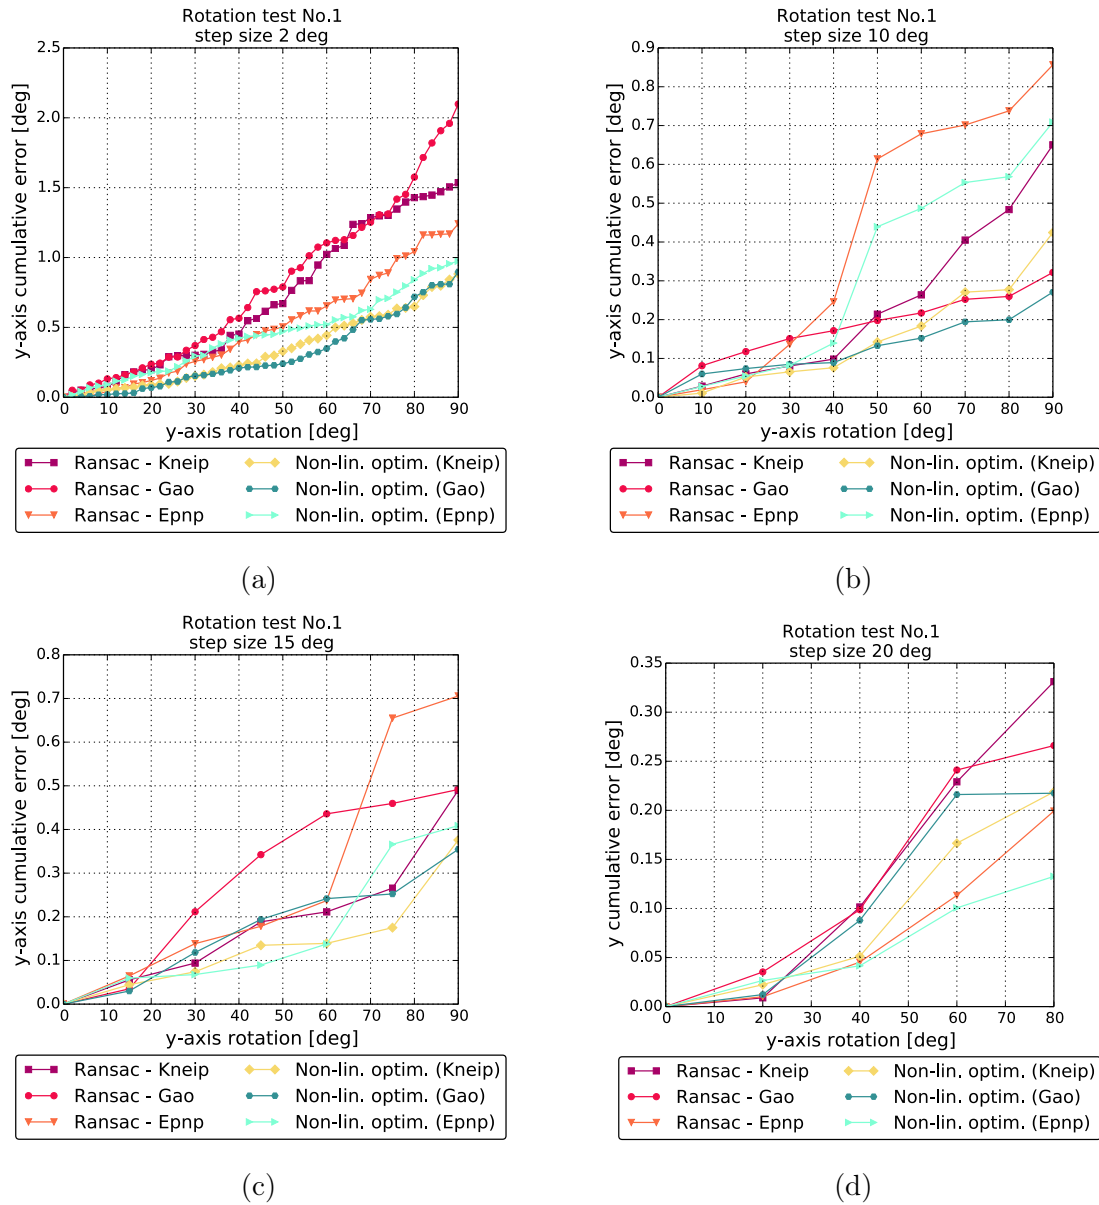 Rotation test No.1
step size 2 deg
y-axis cumulative error [deg]
2.5
2.0
1.5
1.0
0.5
0.0
0 10 20 30 40 50 60 70 80 90
y-axis rotation [deg]
Ransac - Kneip
Ransac - Gao
Ransac - Epnp
Non-lin. optim. (Kneip)
Non-lin. optim. (Gao)
Non-lin. optim. (Epnp)
(a)
Rotation test No.1
step size 10 deg
y-axis cumulative error [deg]
0.9
0.8
0.7
0.6
0.5
0.4
0.3
0.2
0.1
0.0
0 10 20 30 40 50 60 70 80 90
y-axis rotation [deg]
Ransac - Kneip
Ransac - Gao
Ransac - Epnp
Non-lin. optim. (Kneip)
Non-lin. optim. (Gao)
Non-lin. optim. (Epnp)
(b)
Rotation test No.1
step size 15 deg
y-axis cumulative error [deg]
0.8
0.7
0.6
0.5
0.4
0.3
0.2
0.1
0.0
0 10 20 30 40 50 60 70 80 90
y-axis rotation [deg]
Ransac - Kneip
Ransac - Gao
Ransac - Epnp
Non-lin. optim. (Kneip)
Non-lin. optim. (Gao)
Non-lin. optim. (Epnp)
(c)
Rotation test No.1
step size 20 deg
y cumulative error [deg]
0.35
0.30
0.25
0.20
0.15
0.10
0.05
0.00
0 10 20 30 40 50 60 70 80
y-axis rotation [deg]
Ransac - Kneip
Ransac - Gao
Ransac - Epnp
Non-lin. optim. (Kneip)
Non-lin. optim. (Gao)
Non-lin. optim. (Epnp)
(d)